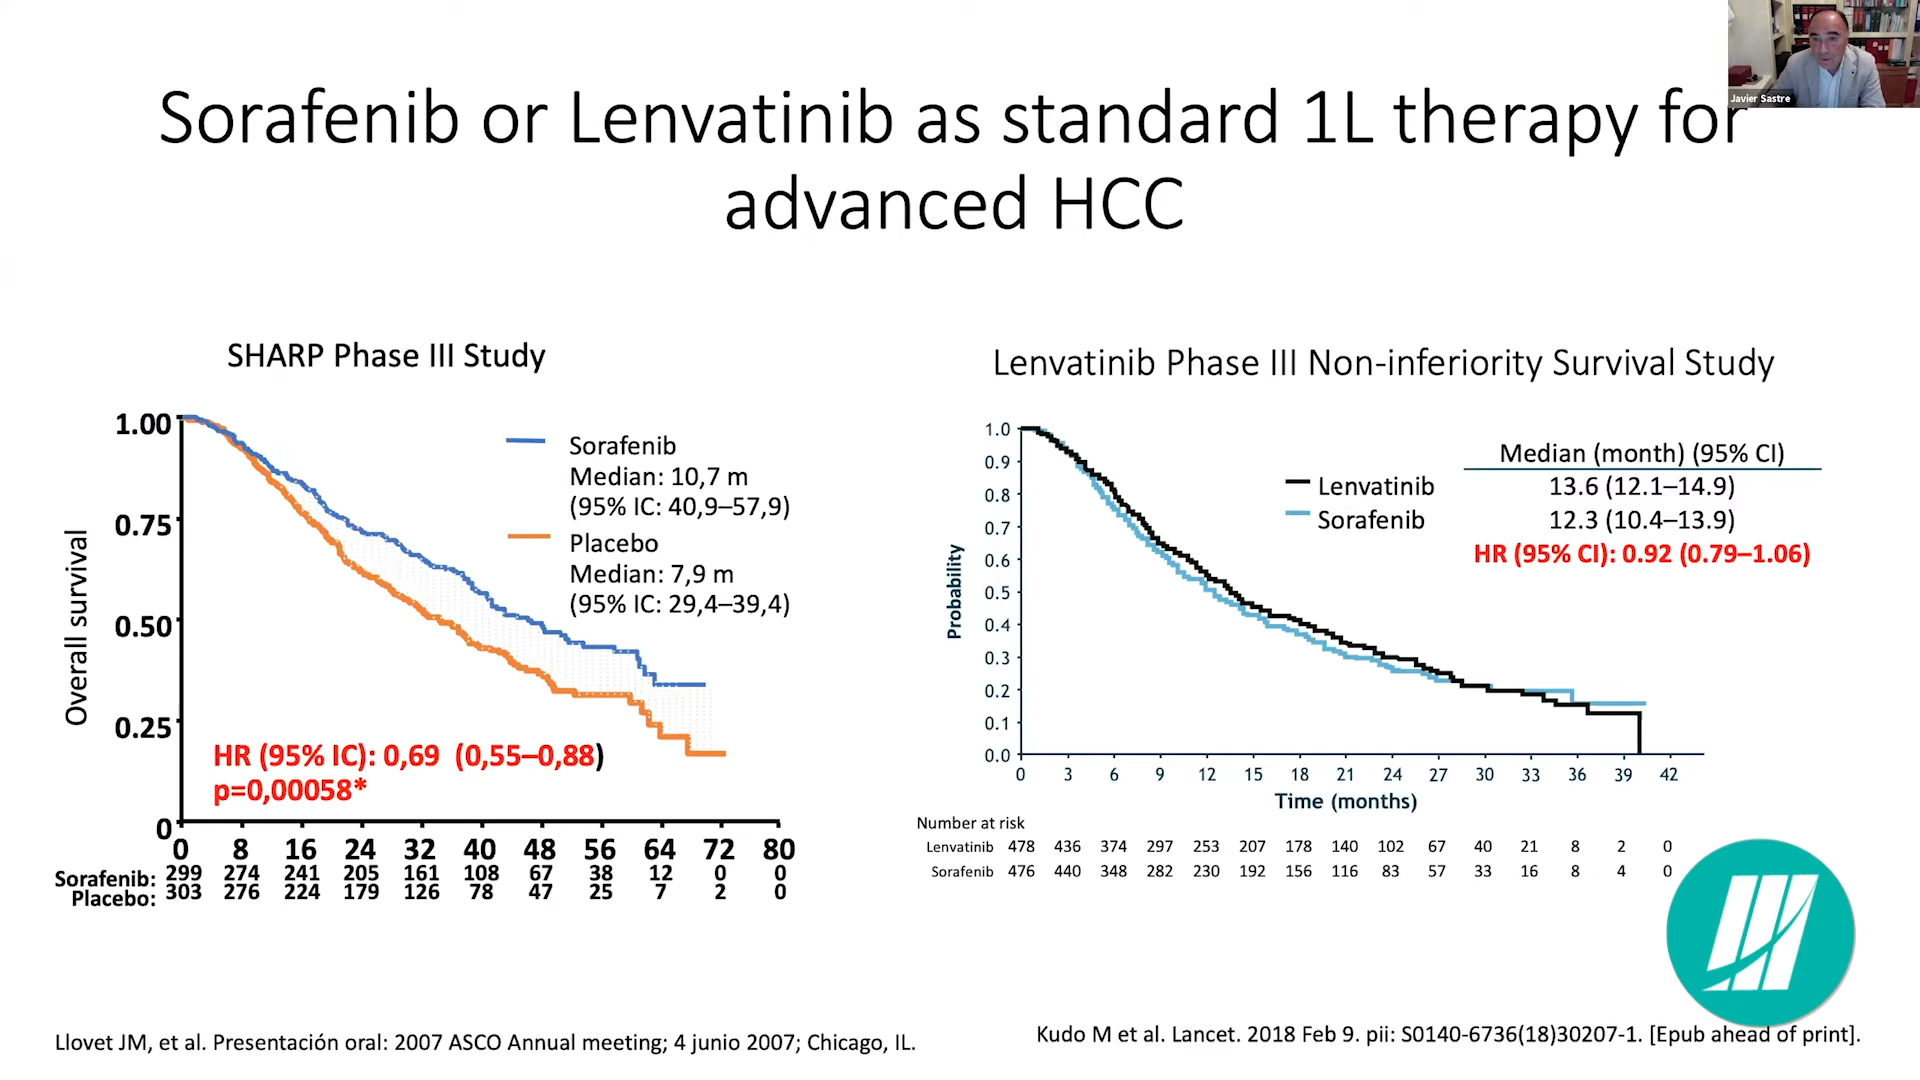 Javier Sastre
Sorafenib or Lenvatinib as standard 1L therapy for
advanced HCC
SHARP Phase III Study
1.00
0.75
0.50
0.25
0
Overall survival
Sorafenib
Median: 10,7 m
(95% IC: 40,9–57,9)
Placebo
Median: 7,9 m
(95% IC: 29,4–39,4)
HR (95% IC): 0,69 (0,55–0,88)
p=0,00058*
0 8 16 24 32 40 48 56 64 72 80
Sorafenib: 299 274 241 205 161 108 67 38 12 0 0
Placebo: 303 276 224 179 126 78 47 25 7 2 0
Llovet JM, et al. Presentación oral: 2007 ASCO Annual meeting; 4 junio 2007; Chicago, IL.
Lenvatinib Phase III Non-inferiority Survival Study
1.0
0.9
0.8
0.7
0.6
0.5
0.4
0.3
0.2
0.1
0.0
Probability
Median (month) (95% CI)
Lenvatinib 13.6 (12.1–14.9)
Sorafenib 12.3 (10.4–13.9)
HR (95% CI): 0.92 (0.79–1.06)
0 3 6 9 12 15 18 21 24 27 30 33 36 39 42
Time (months)
Number at risk
Lenvatinib 478 436 374 297 253 207 178 140 102 67 40 21 8 2 0
Sorafenib 476 440 348 282 230 192 156 116 83 57 33 16 8 4 0
Kudo M et al. Lancet. 2018 Feb 9. pii: S0140-6736(18)30207-1. [Epub ahead of print].